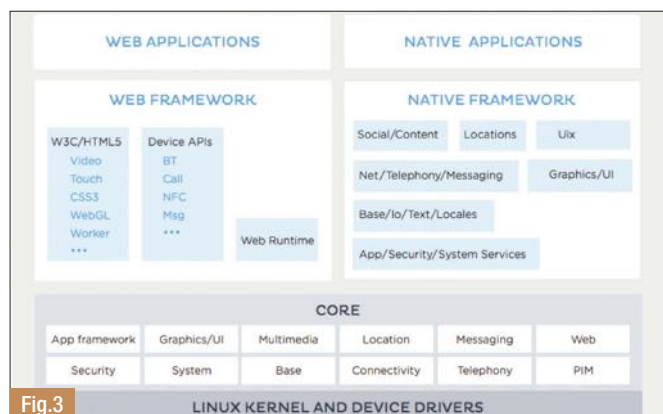 WEB APPLICATIONS
NATIVE APPLICATIONS
WEB FRAMEWORK
W3C/HTML5
Video
Touch
CSS3
WebGL
Worker
•••
Device APIs
BT
Call
NFC
Msg
•••
Web Runtime
NATIVE FRAMEWORK
Social/Content
Locations
Uix
Net/Telephony/Messaging
Graphics/UI
Base/Io/Text/Locales
App/Security/System Services
CORE
App framework
Graphics/UI
Multimedia
Location
Messaging
Web
Security
System
Base
Connectivity
Telephony
PIM
Fig.3
LINUX KERNEL AND DEVICE DRIVERS